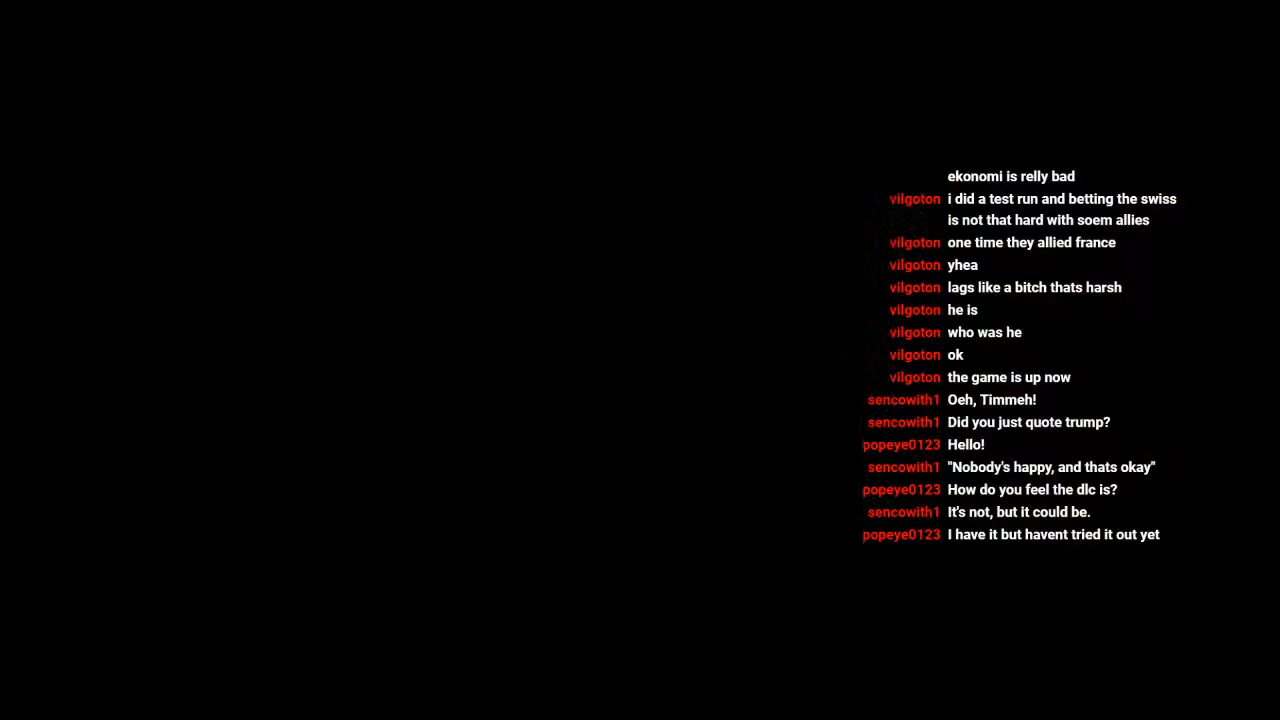 ekonomi is relly bad
vilgoton i did a test run and betting the swiss
is not that hard with soem allies
vilgoton one time they allied france
vilgoton yhea
vilgoton lags like a bitch thats harsh
vilgoton he is
vilgoton who was he
vilgoton ok
vilgoton the game is up now
sencowith1 Oeh, Timmeh!
sencowith1 Did you just quote trump?
popeye0123 Hello!
sencowith1 "Nobody's happy, and thats okay"
popeye0123 How do you feel the dlc is?
sencowith1 It's not, but it could be.
popeye0123 I have it but havent tried it out yet